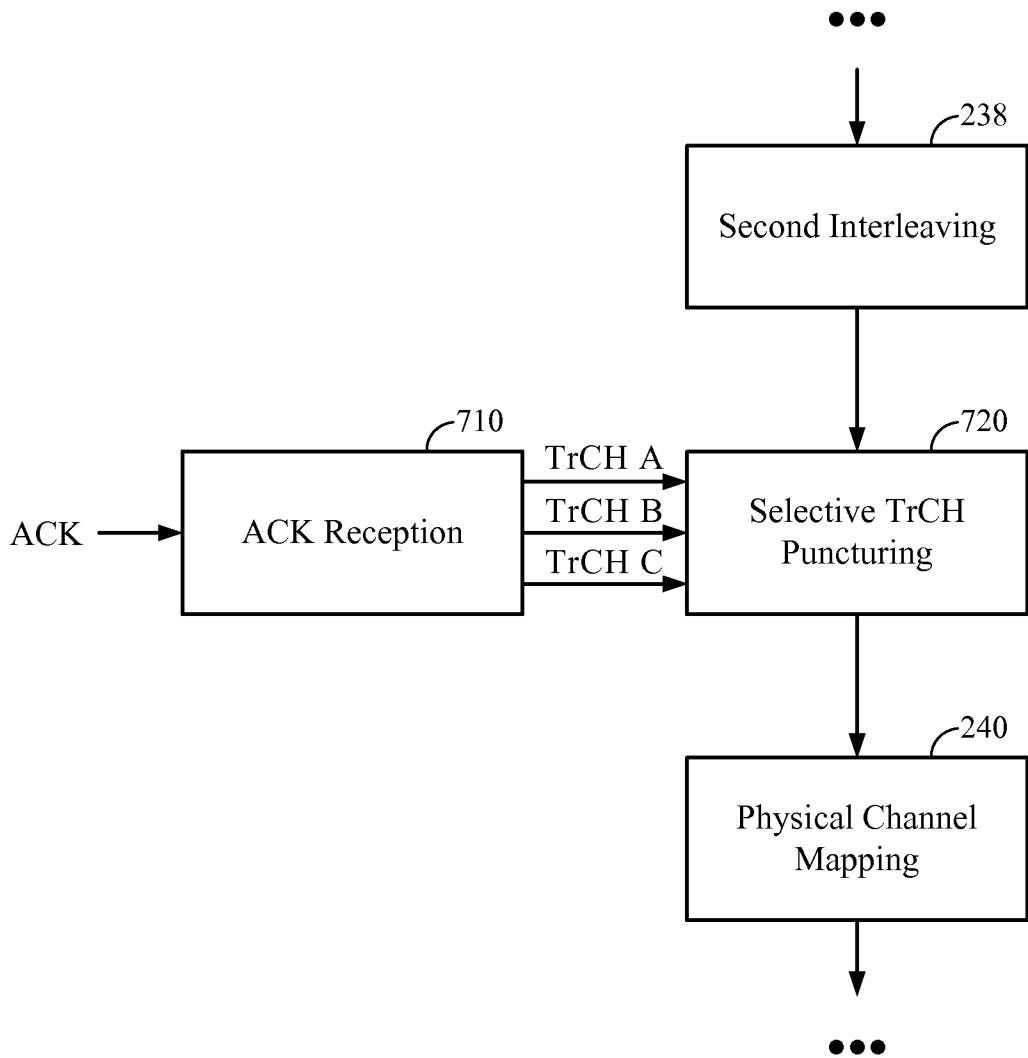 238
Second Interleaving
710
720
TrCH A
ACK
ACK Reception
TrCH B
TrCH C
Selective TrCH
Puncturing
240
Physical Channel
Mapping